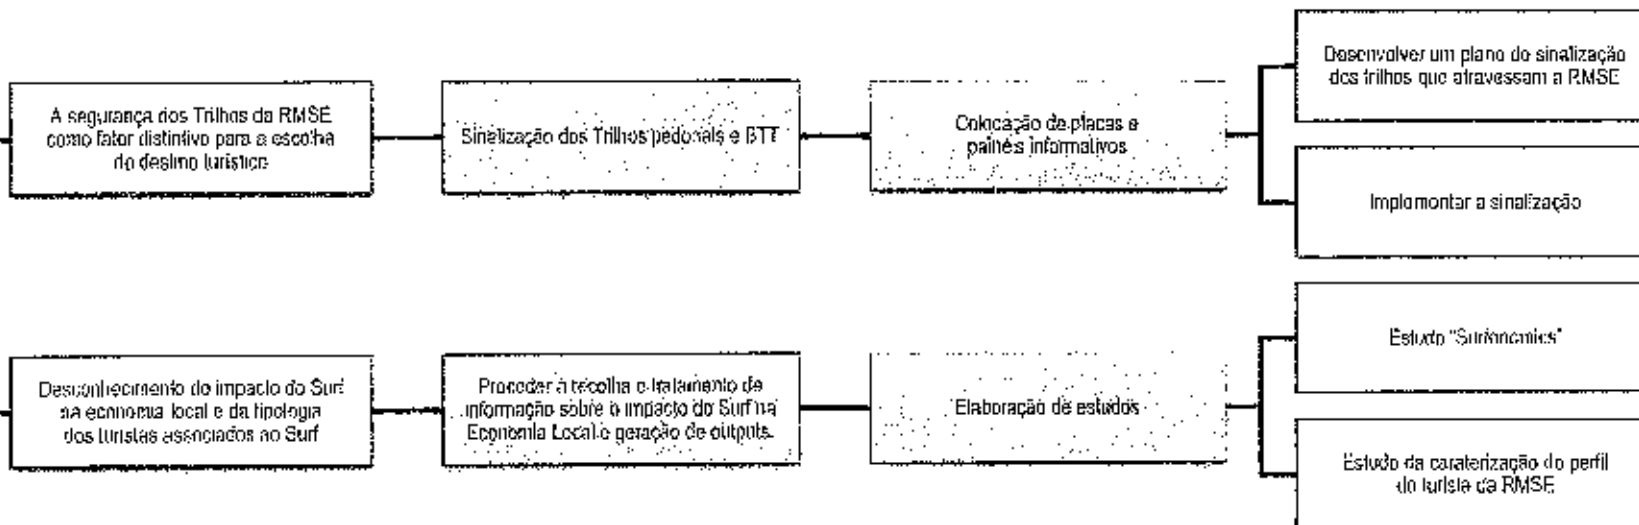 A segurança dos Trilhos da RMSE
como fator distintivo para a escolha
do destino turístico
Sinalização dos Trilhos pedonais e BTT
Colocação de placas e
painéis informativos
Desenvolver um plano de sinalização
dos trilhos que atravessam a RMSE
Implementar a sinalização
Desconhecimento do impacto do Surf
na economia local e da tipologia
dos turistas associados ao Surf
Proceder à recolha e tratamento de
informação sobre o impacto do Surf na
Economia Local e geração de outputs.
Elaboração de estudos
Estudo "Surfonomics"
Estudo da caraterização do perfil
do turista da RMSE